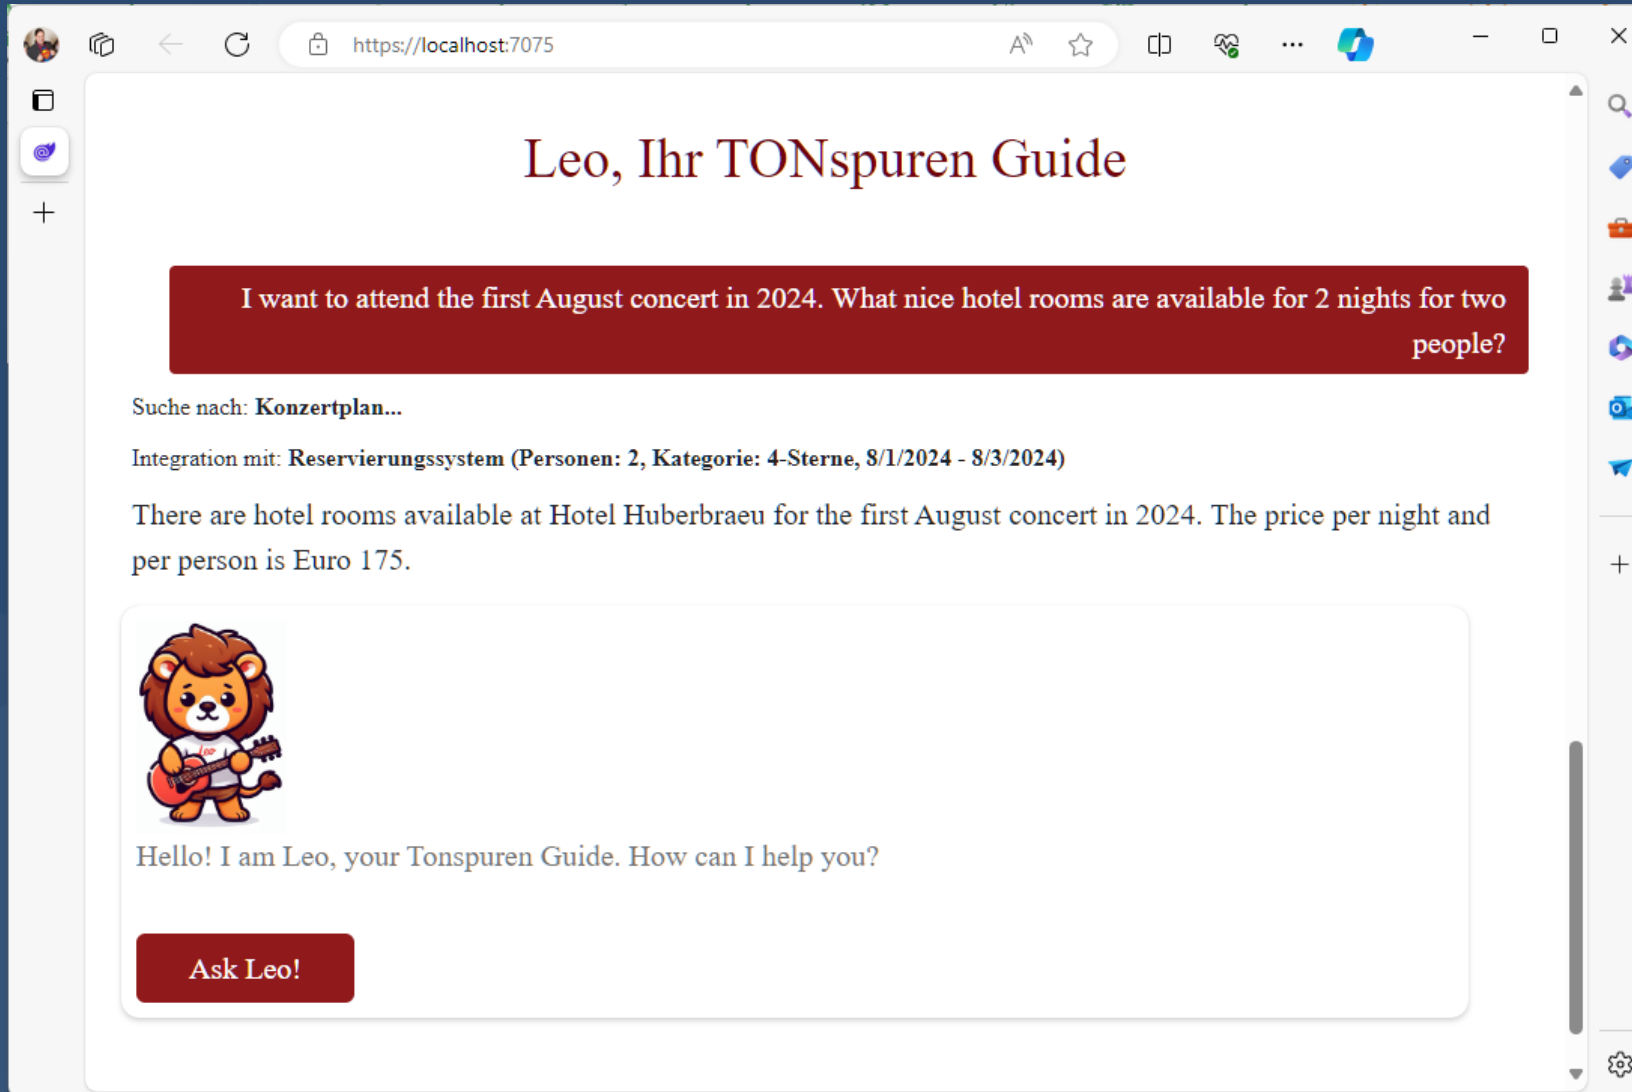 https://localhost:7075
Leo, Ihr TONspuren Guide
I want to attend the first August concert in 2024. What nice hotel rooms are available for 2 nights for two
people?
Suche nach: Konzertplan...
Integration mit: Reservierungssystem (Personen: 2, Kategorie: 4-Sterne, 8/1/2024 - 8/3/2024)
There are hotel rooms available at Hotel Huberbraeu for the first August concert in 2024. The price per night and
per person is Euro 175.
Leo
Hello! I am Leo, your Tonspuren Guide. How can I help you?
Ask Leo!